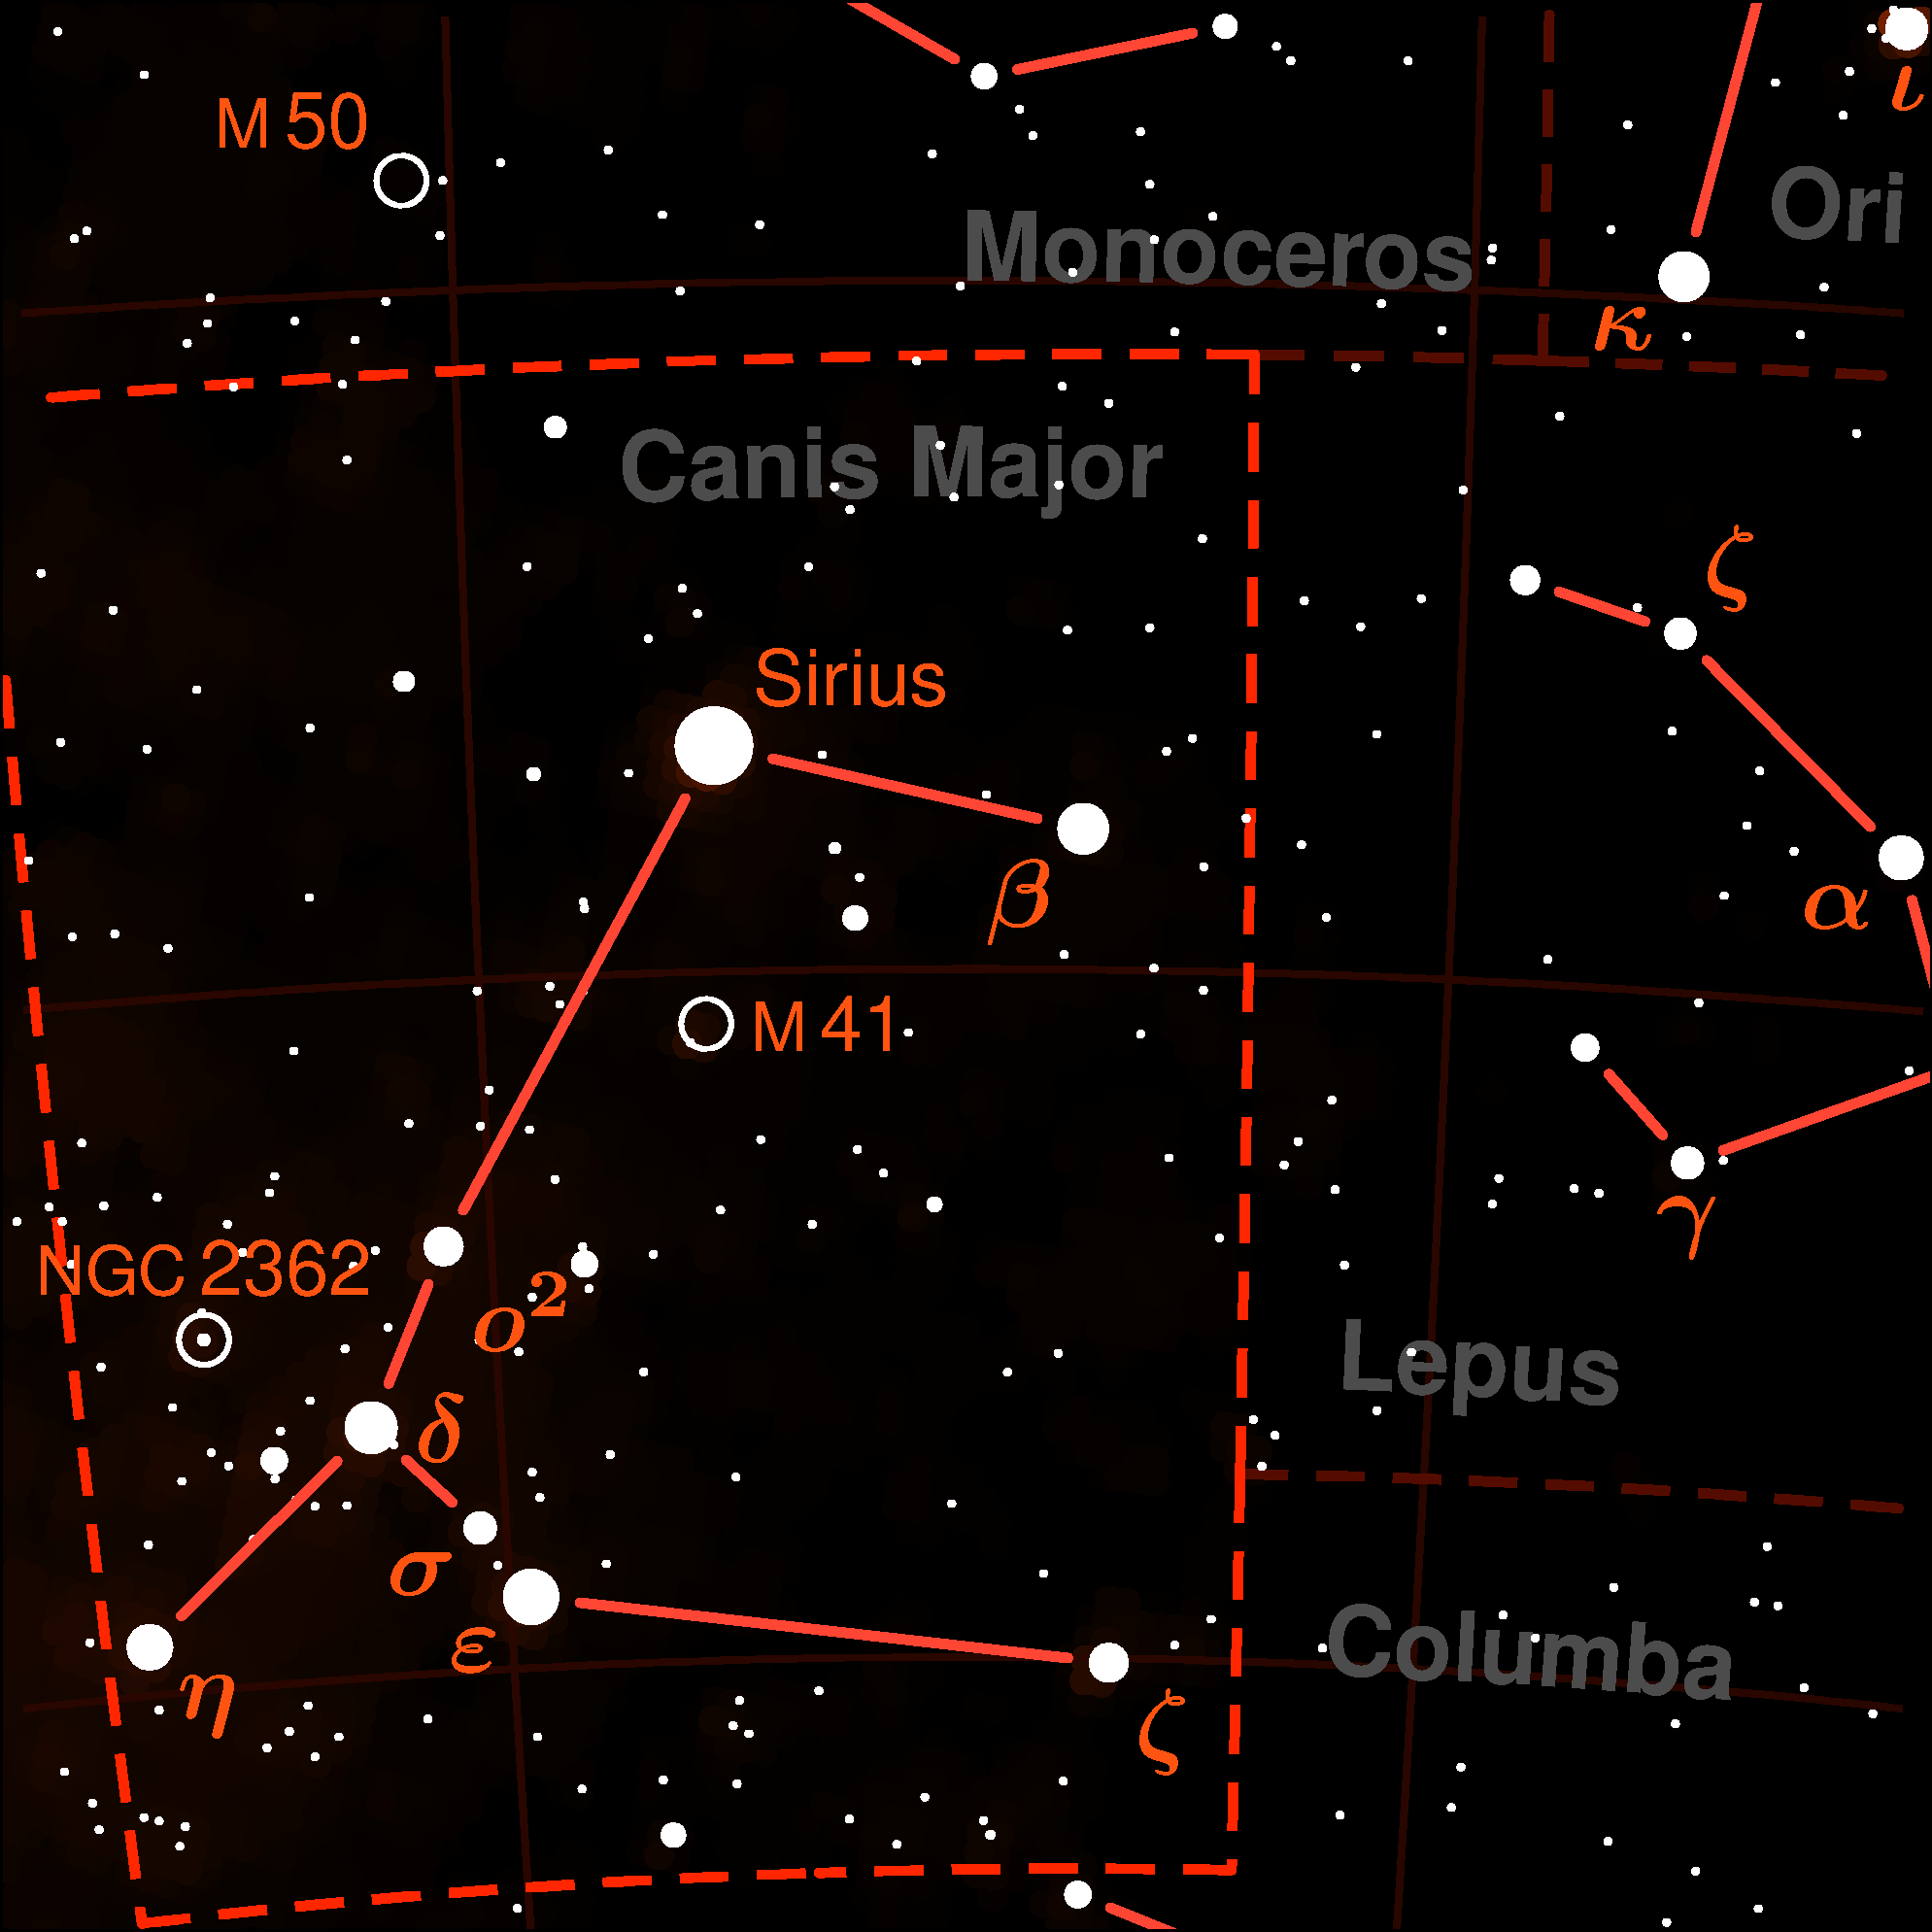 ι
M 50
Ori
Monoceros
κ
Canis Major
ζ
Sirius
β
α
M 41
γ
NGC 2362
ο²
Lepus
δ
σ
ε
Columba
η
ζ